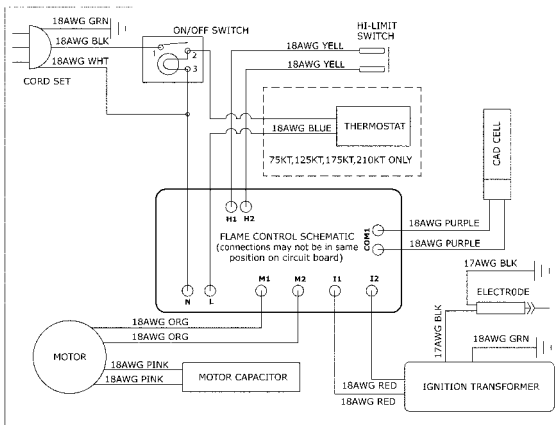 18AWG GRN
18AWG BLK
18AWG WHT
CORD SET
ON/OFF SWITCH
1
2
3
HI-LIMIT
SWITCH
18AWG YELL
18AWG YELL
18AWG BLUE
THERMOSTAT
75KT,125KT,175KT,210KT ONLY
CAD CELL
H1 H2
FLAME CONTROL SCHEMATIC
(connections may not be in same
position on circuit board)
COM1
18AWG PURPLE
18AWG PURPLE
N L M1 M2 I1 I2
17AWG BLK
ELECTRODE
17AWG BLK
18AWG GRN
18AWG ORG
18AWG ORG
MOTOR
18AWG PINK
18AWG PINK
MOTOR CAPACITOR
18AWG RED
18AWG RED
IGNITION TRANSFORMER